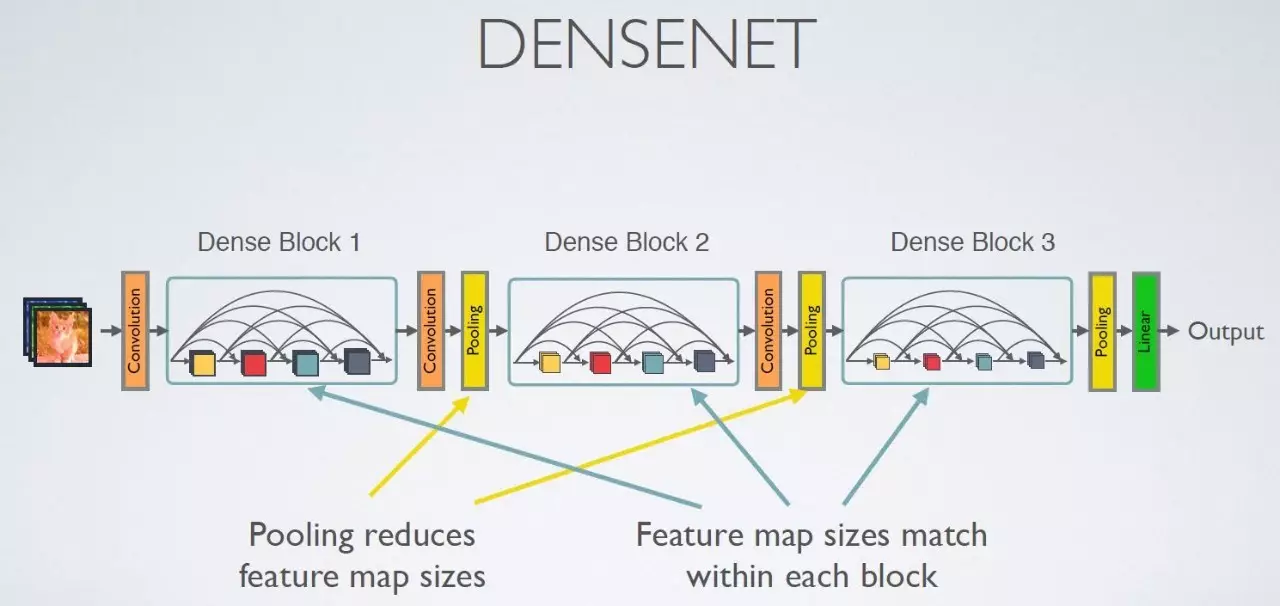 DENSENET
Dense Block 1
Dense Block 2
Dense Block 3
Convolution
Convolution
Pooling
Convolution
Pooling
Pooling
Linear
Output
Pooling reduces
feature map sizes
Feature map sizes match
within each block